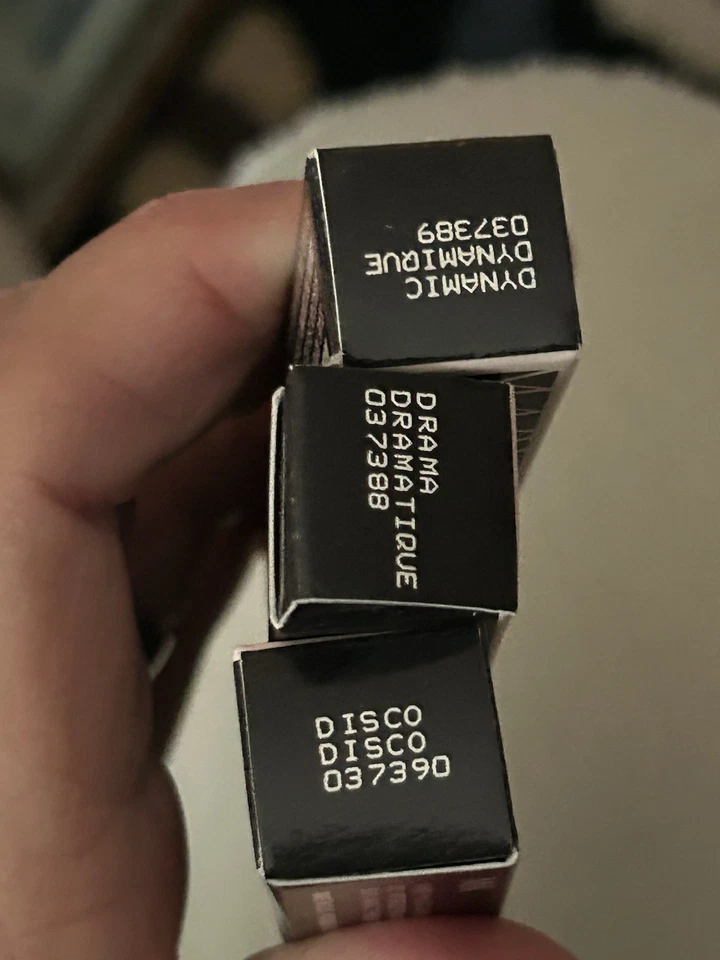 DYNAMIC
DYNAMIQUE
037389
DRAMA
DRAMATIQUE
037388
DISCO
DISCO
037390